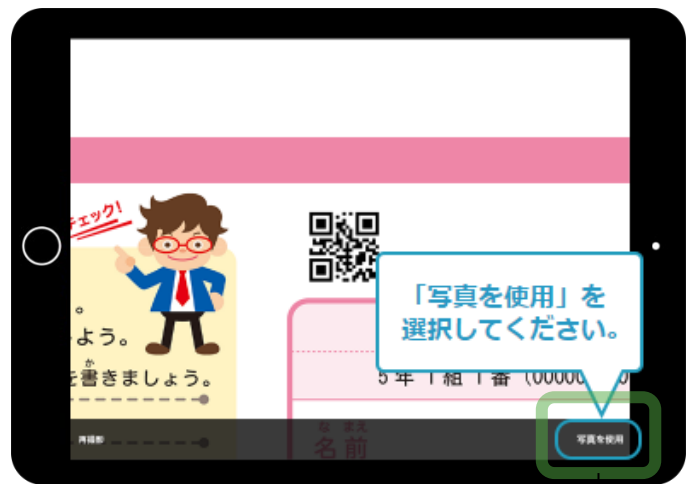 チェック!
「写真を使用」を
選択してください。
。
よう。
を書きましょう。
か
5年1組1番(00000
0
な まえ
名前
再撮影
写真を使用